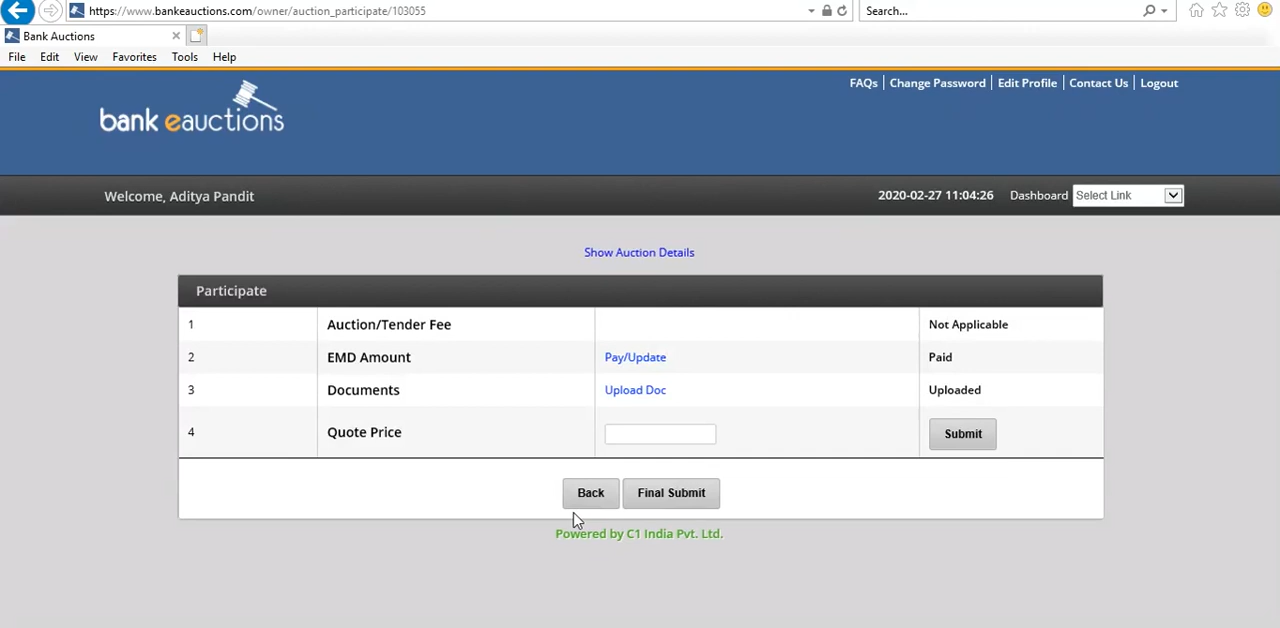 https://www.bankeauctions.com/owner/auction_participate/103055
Search...
Bank Auctions
File Edit View Favorites Tools Help
FAQs Change Password Edit Profile Contact Us Logout
bank eauctions
Welcome, Aditya Pandit
2020-02-27 11:04:26 Dashboard Select Link
Show Auction Details
Participate
1 Auction/Tender Fee Not Applicable
2 EMD Amount Pay/Update Paid
3 Documents Upload Doc Uploaded
4 Quote Price Submit
Back Final Submit
Powered by C1 India Pvt. Ltd.